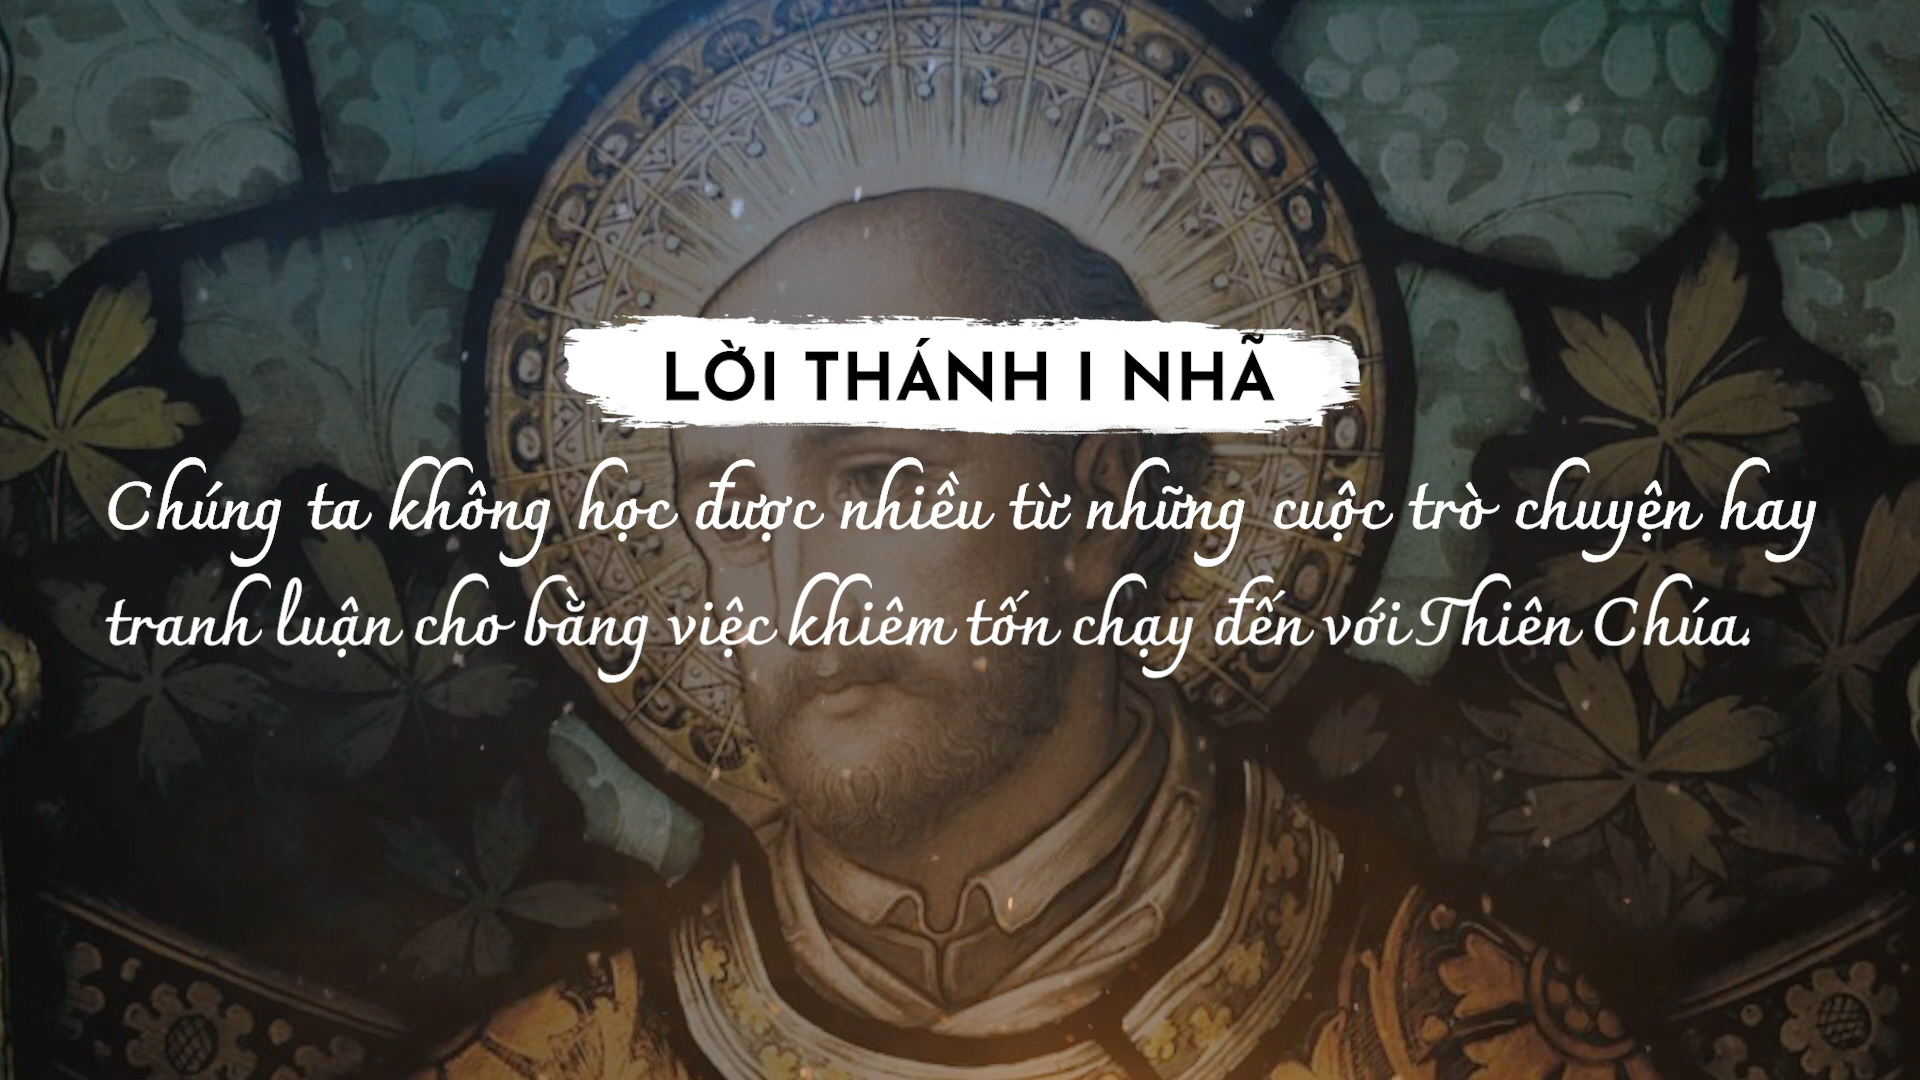 LỜI THÁNH I NHÃ
Chúng ta không học được nhiều từ những cuộc trò chuyện hay
tranh luận cho bằng việc khiêm tốn chạy đến với Thiên Chúa.